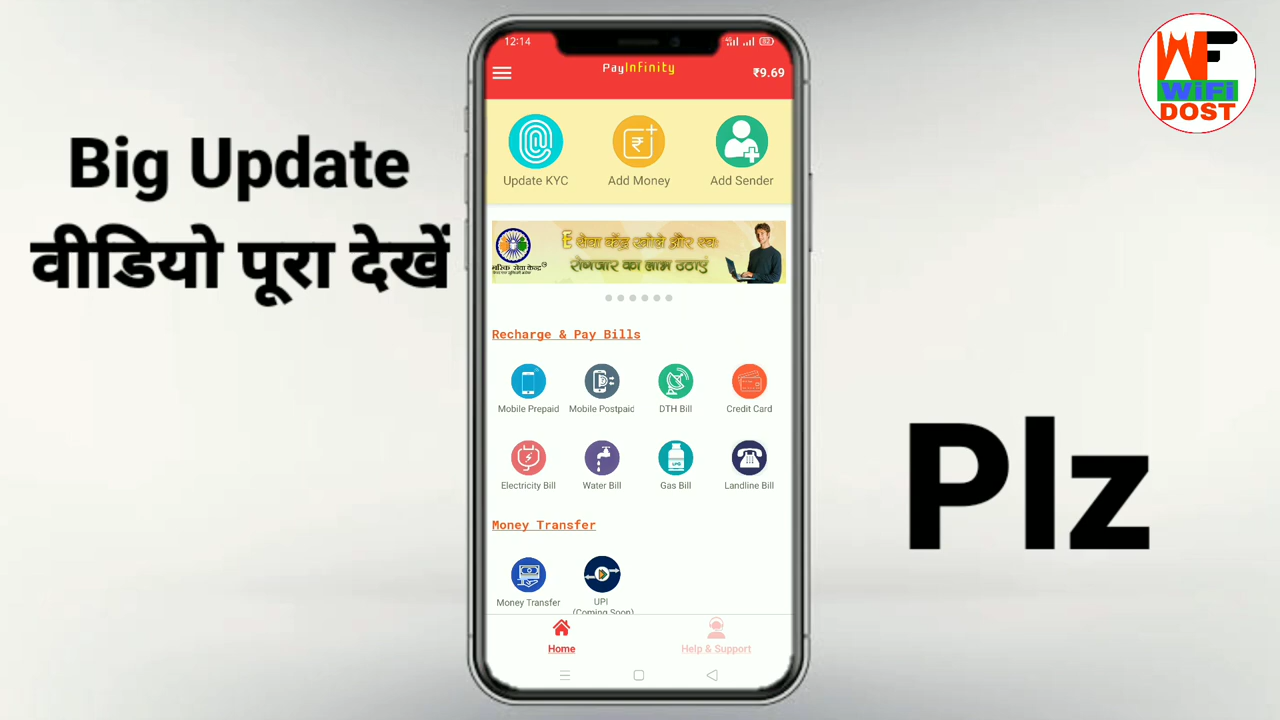 Big Update
वीडियो पूरा देखें
12:14
82
PayInFinity
₹9.69
Update KYC
Add Money
Add Sender
E सेवा केंद्र खोले और स्व
रोजगार का लाभ उठाएं
Recharge & Pay Bills
Mobile Prepaid
Mobile Postpaid
DTH Bill
Credit Card
Electricity Bill
Water Bill
Gas Bill
Landline Bill
Money Transfer
Money Transfer
UPI
(Coming Soon)
Home
Help & Support
WF
WiFi
DOST
Plz